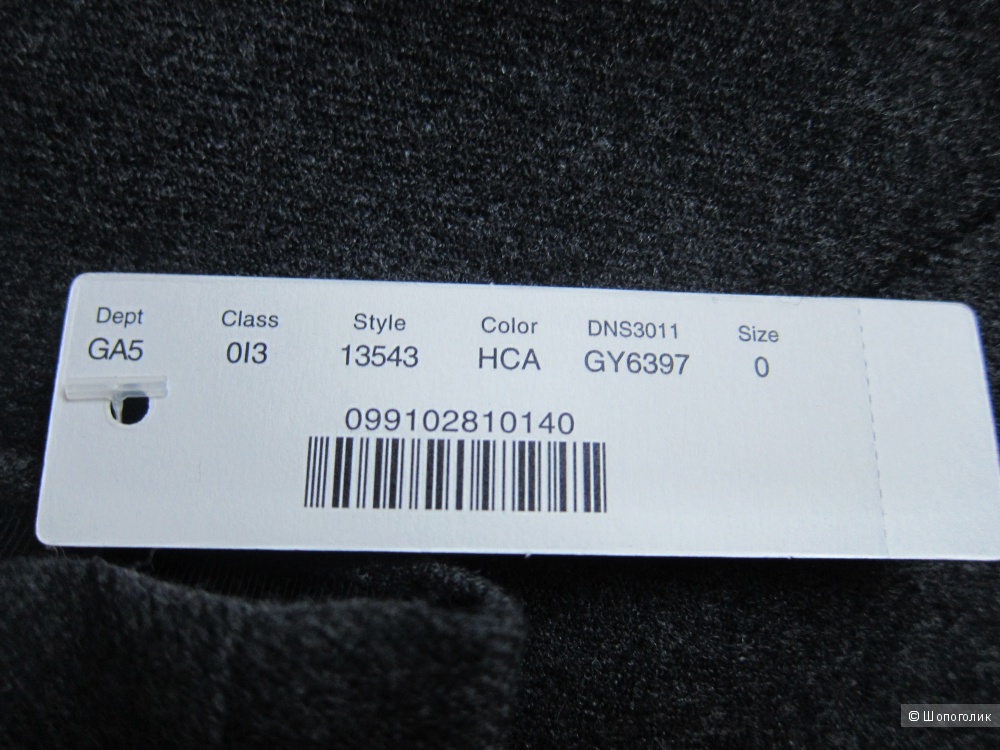 Dept Class Style Color DNS3011 Size
GA5 0I3 13543 HCA GY6397 0
099102810140
© Шопоголик